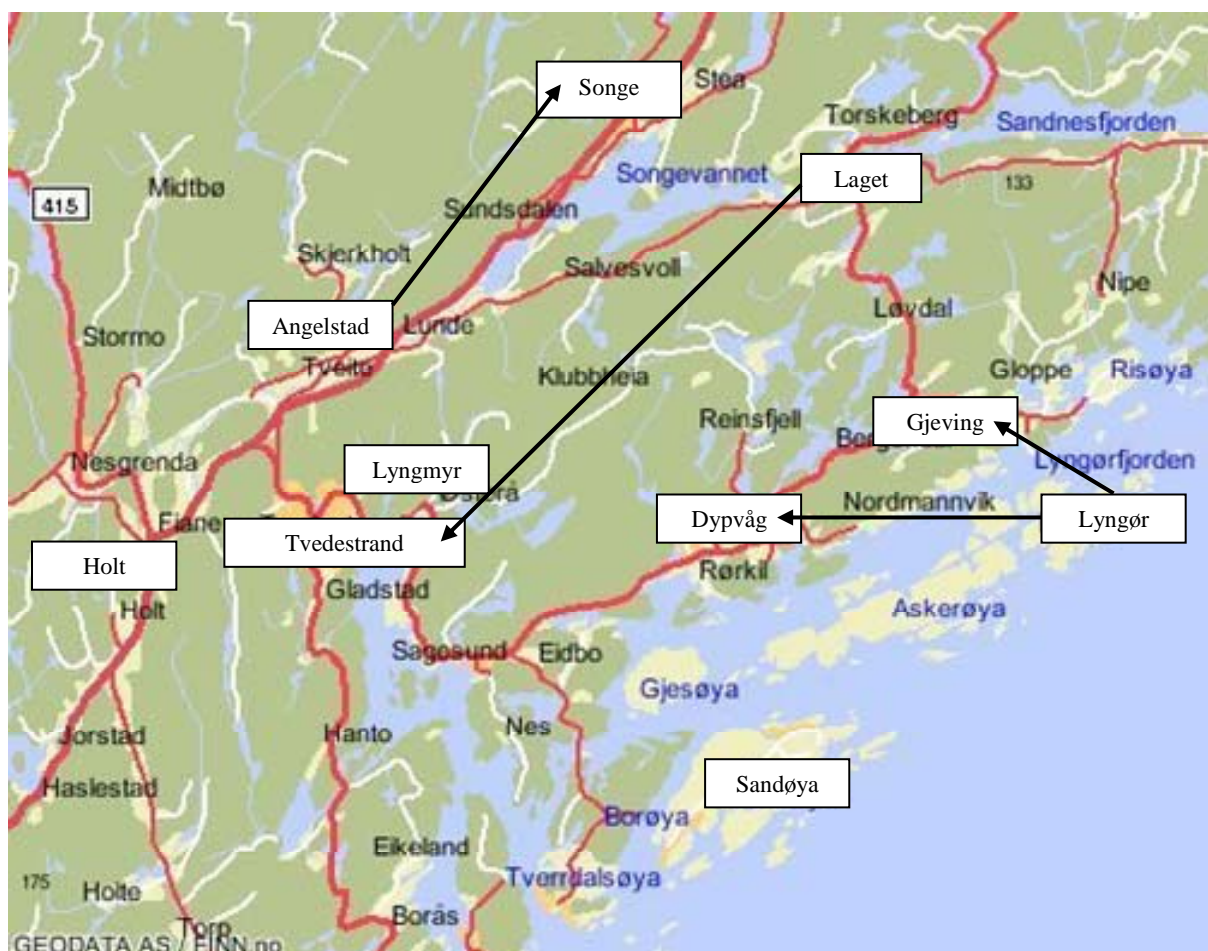 Songe
Stea
Torskeberg
Sandnesfjorden
Songevannet
Laget
133
Midtbø
415
Sundsdalen
Skjerkholt
Salvesvoll
Nipe
Løvdal
Angelstad
Lunde
Stormo
Tveite
Klubbheia
Gloppe
Risøya
Reinsfjell
Gjeving
Lyngmyr
Nesgrenda
Lyngørfjorden
Nordmannvik
Dypvåg
Lyngør
Fiane
Tvedestrand
Holt
Rørkil
Gladstad
Askerøya
Holt
Sagesund
Eidbo
Gjesøya
Nes
Jorstad
Hanto
Haslestad
Sandøya
Borøya
Eikeland
Tverrdalsøya
175
Holte
Borås
Torp
GEODATA AS / FINN.no